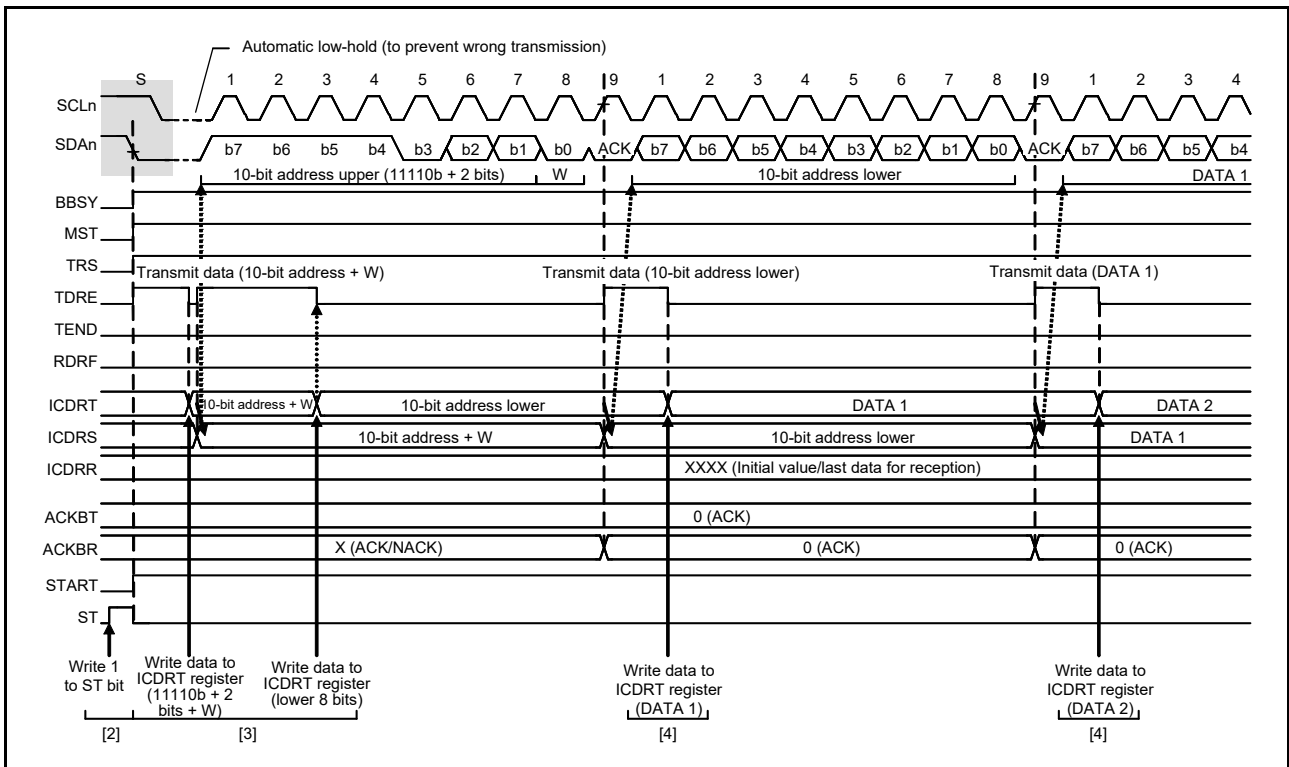 Automatic low-hold (to prevent wrong transmission)
S 1 2 3 4 5 6 7 8 9 1 2 3 4 5 6 7 8 9 1 2 3 4
SCLn
SDAn b7 b6 b5 b4 b3 b2 b1 b0 ACK b7 b6 b5 b4 b3 b2 b1 b0 ACK b7 b6 b5 b4
10-bit address upper (11110b + 2 bits) W 10-bit address lower DATA 1
BBSY
MST
TRS
Transmit data (10-bit address + W) Transmit data (10-bit address lower) Transmit data (DATA 1)
TDRE
TEND
RDRF
ICDRT 10-bit address + W 10-bit address lower DATA 1 DATA 2
ICDRS 10-bit address + W 10-bit address lower DATA 1
ICDRR XXXX (Initial value/last data for reception)
ACKBT 0 (ACK)
ACKBR X (ACK/NACK) 0 (ACK) 0 (ACK)
START
ST
Write 1
to ST bit
Write data to
ICDRT register
(11110b + 2
bits + W)
Write data to
ICDRT register
(lower 8 bits)
Write data to
ICDRT register
(DATA 1)
Write data to
ICDRT register
(DATA 2)
[2] [3] [4] [4]